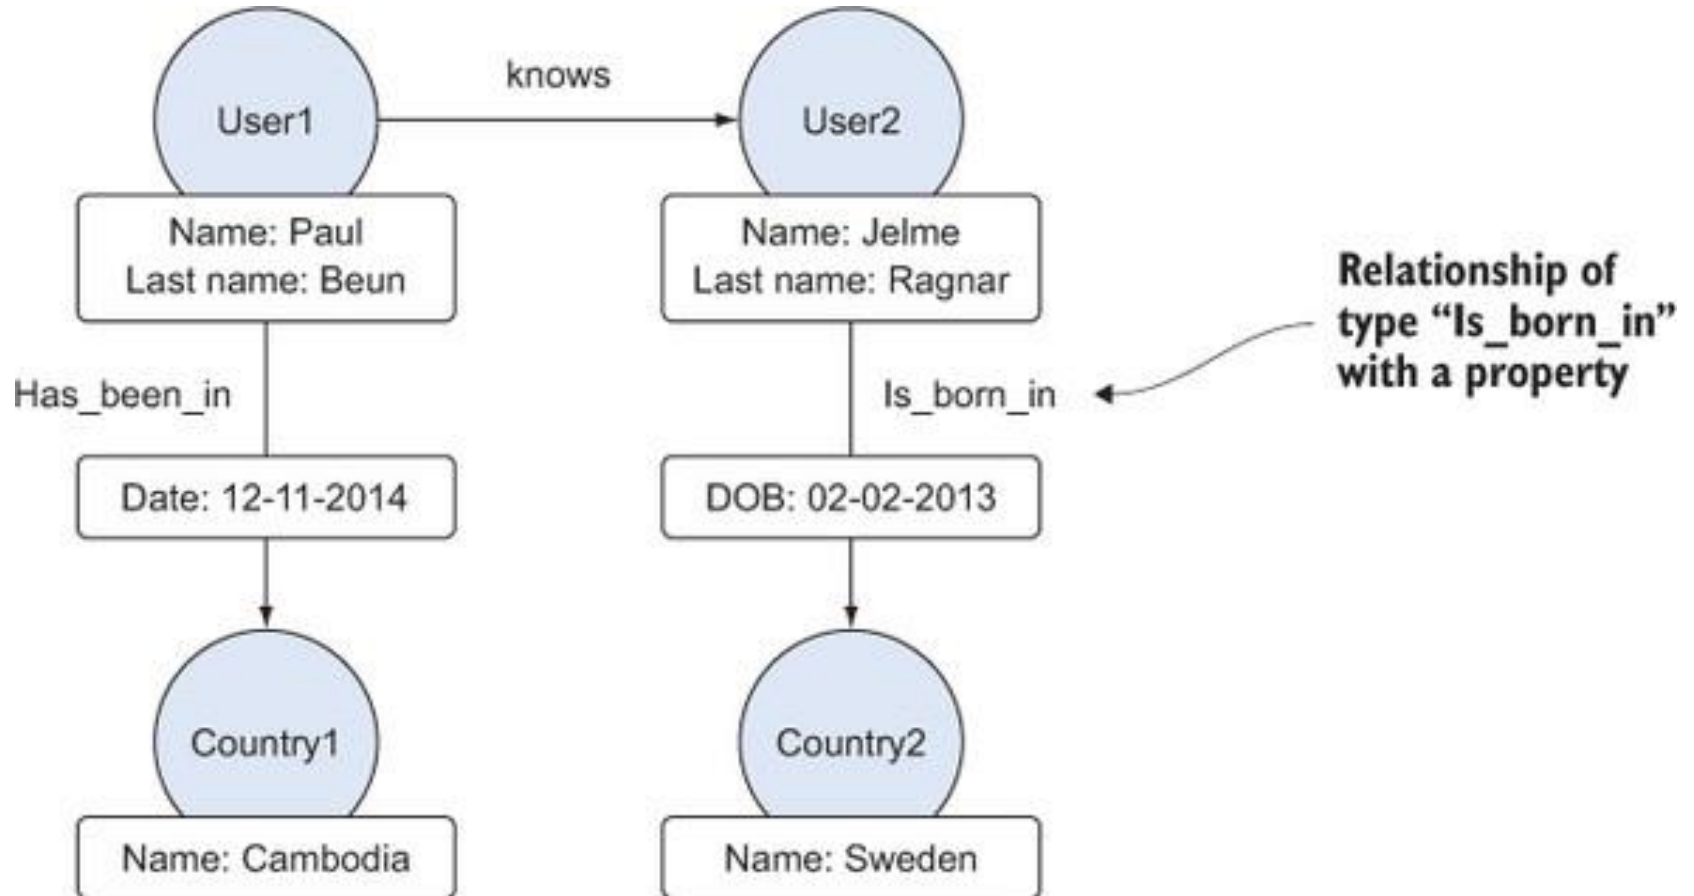 knows
User1
User2
Name: Paul
Last name: Beun
Name: Jelme
Last name: Ragnar
Relationship of
type “Is_born_in”
with a property
Has_been_in
Is_born_in
Date: 12-11-2014
DOB: 02-02-2013
Country1
Country2
Name: Cambodia
Name: Sweden